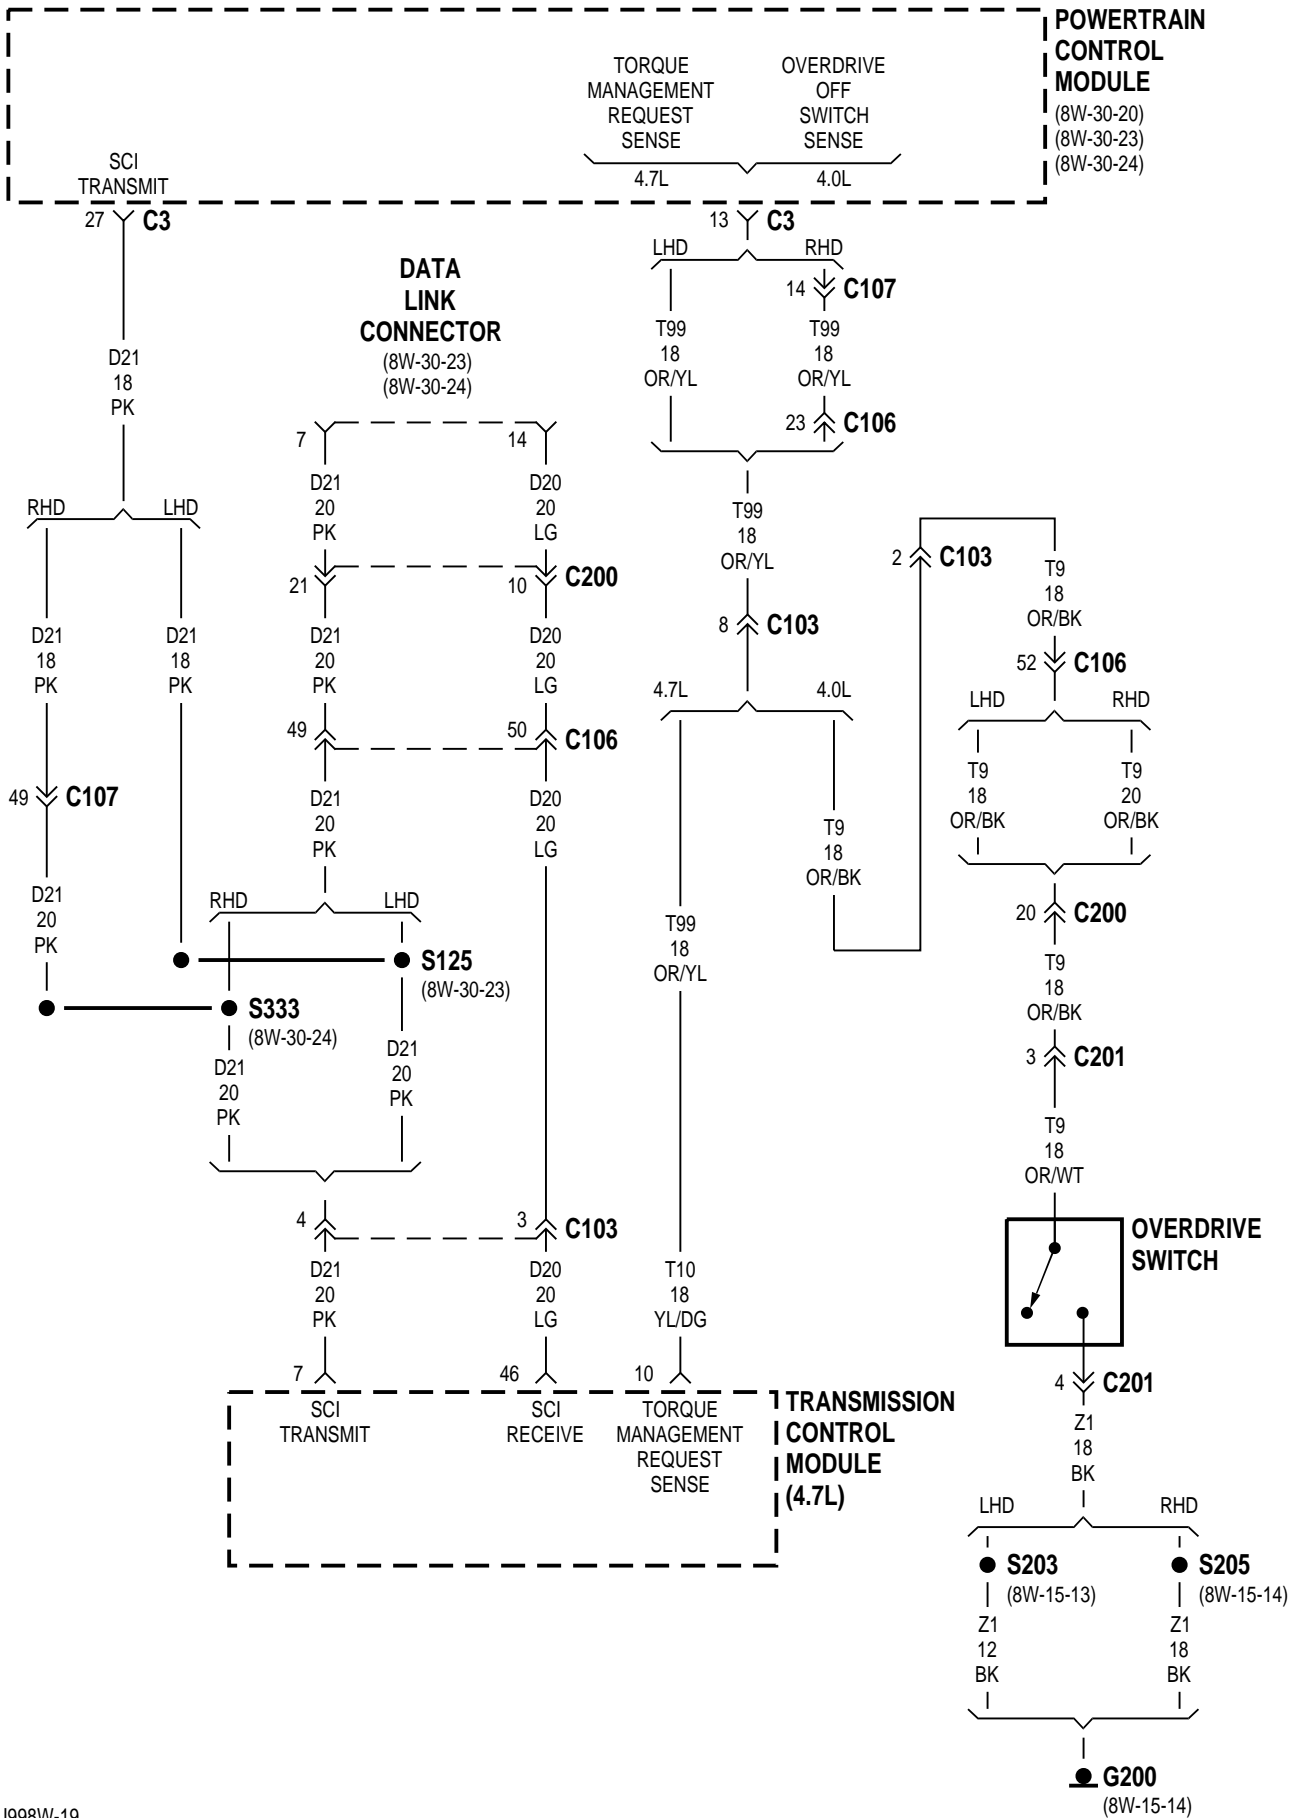 POWERTRAIN
CONTROL
MODULE
(8W-30-20)
(8W-30-23)
(8W-30-24)
TORQUE
MANAGEMENT
REQUEST
SENSE
OVERDRIVE
OFF
SWITCH
SENSE
4.7L
4.0L
SCI
TRANSMIT
27
C3
13
C3
LHD
RHD
14
C107
T99
18
OR/YL
T99
18
OR/YL
23
C106
DATA
LINK
CONNECTOR
(8W-30-23)
(8W-30-24)
D21
18
PK
7
14
D21
20
PK
D20
20
LG
RHD
LHD
T99
18
OR/YL
2
C103
T9
18
OR/BK
21
10
C200
D21
18
PK
D21
18
PK
D21
20
PK
D20
20
LG
8
C103
52
C106
4.7L
4.0L
LHD
RHD
49
50
C106
49
C107
D21
20
PK
D20
20
LG
T9
18
OR/BK
T9
20
OR/BK
T9
18
OR/BK
D21
20
PK
RHD
LHD
T99
18
OR/YL
20
C200
S125
(8W-30-23)
S333
(8W-30-24)
T9
18
OR/BK
D21
20
PK
D21
20
PK
3
C201
T9
18
OR/WT
4
3
C103
D21
20
PK
D20
20
LG
T10
18
YL/DG
OVERDRIVE
SWITCH
7
46
10
4
C201
SCI
TRANSMIT
SCI
RECEIVE
TORQUE
MANAGEMENT
REQUEST
SENSE
TRANSMISSION
CONTROL
MODULE
(4.7L)
Z1
18
BK
LHD
RHD
S203
(8W-15-13)
S205
(8W-15-14)
Z1
12
BK
Z1
18
BK
G200
(8W-15-14)
J998W-19